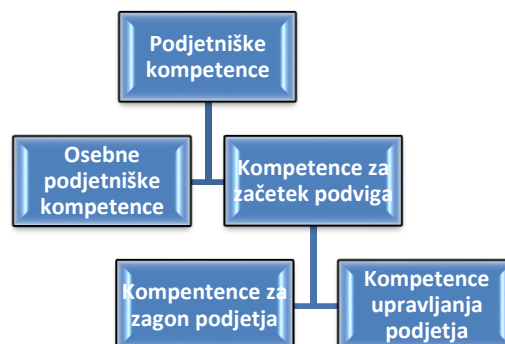 Podjetniške
kompetence
Osebne
podjetniške
kompetence
Kompetence za
začetek podviga
Kompentence za
zagon podjetja
Kompetence
upravljanja
podjetja